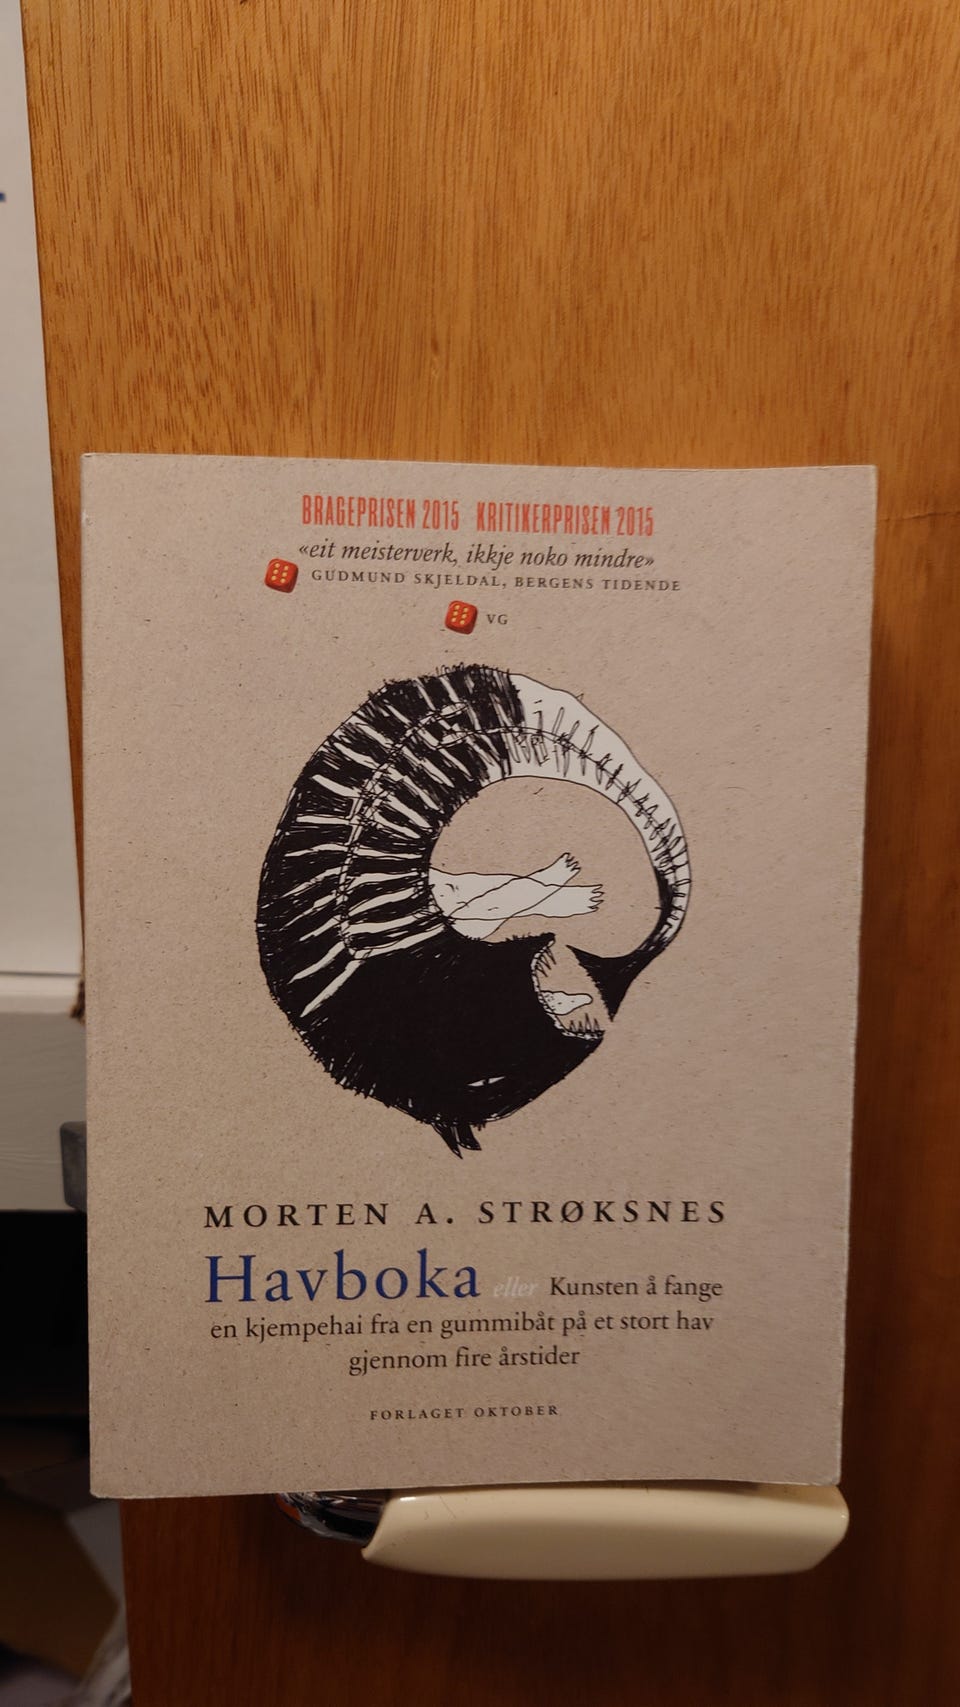 BRAGEPRISEN 2015 KRITIKERPRISEN 2015
«eit meisterverk, ikkje noko mindre»
GUDMUND SKJELDAL, BERGENS TIDENDE
VG
MORTEN A. STRØKSNES
Havboka eller Kunsten å fange
en kjempehai fra en gummibåt på et stort hav
gjennom fire årstider
FORLAGET OKTOBER